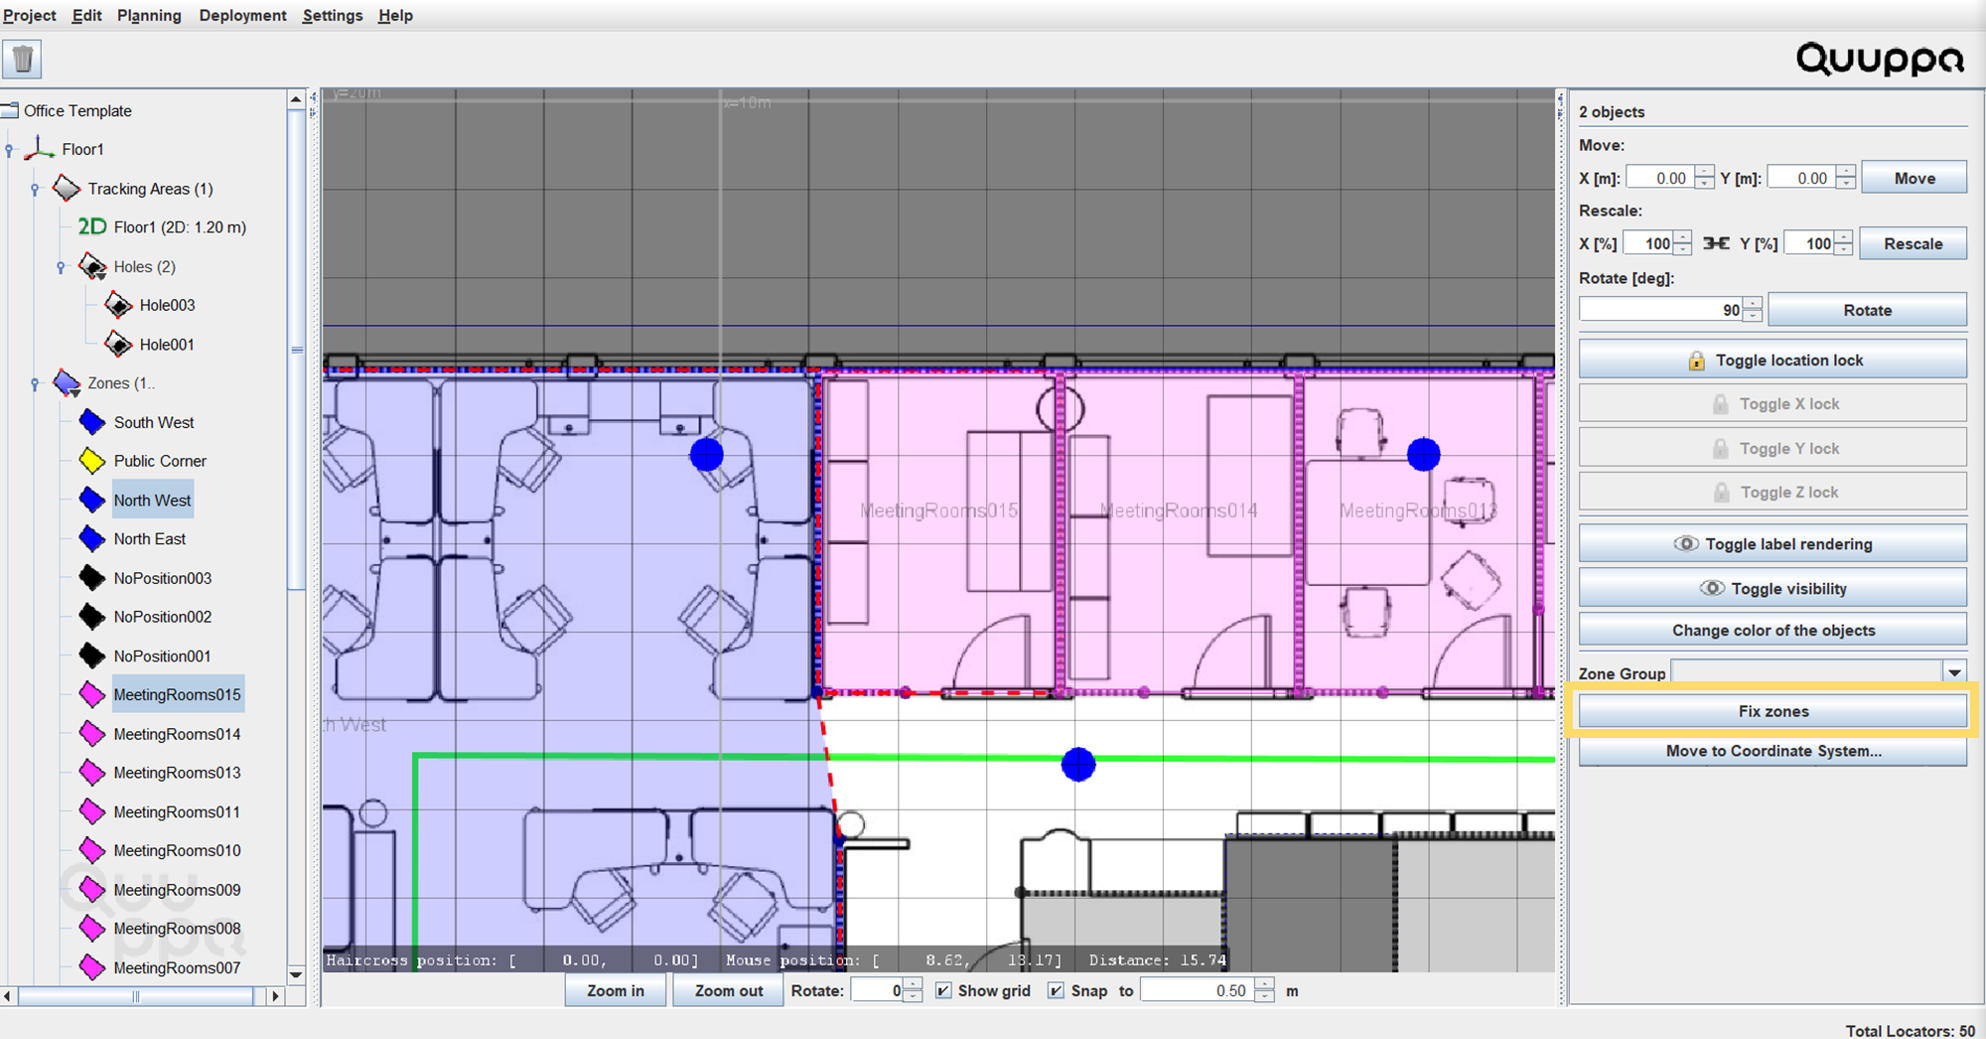 Project Edit Planning Deployment Settings Help
Quuppa
Office Template
Floor1
Tracking Areas (1)
2D Floor1 (2D: 1.20 m)
Holes (2)
Hole003
Hole001
Zones (1..
South West
Public Corner
North West
North East
NoPosition003
NoPosition002
NoPosition001
MeetingRooms015
MeetingRooms014
MeetingRooms013
MeetingRooms011
MeetingRooms010
MeetingRooms009
MeetingRooms008
MeetingRooms007
Quuppa
y=20m
x=10m
MeetingRooms015 MeetingRooms014 MeetingRooms013
th West
Haircross position: [ 0.00, 0.00] Mouse position: [ 8.62, 13.17] Distance: 15.74
Zoom in Zoom out Rotate: 0 Show grid Snap to 0.50 m
2 objects
Move:
X [m]: 0.00 Y [m]: 0.00 Move
Rescale:
X [%] 100 Y [%] 100 Rescale
Rotate [deg]:
90 Rotate
Toggle location lock
Toggle X lock
Toggle Y lock
Toggle Z lock
Toggle label rendering
Toggle visibility
Change color of the objects
Zone Group
Fix zones
Move to Coordinate System...
Total Locators: 50